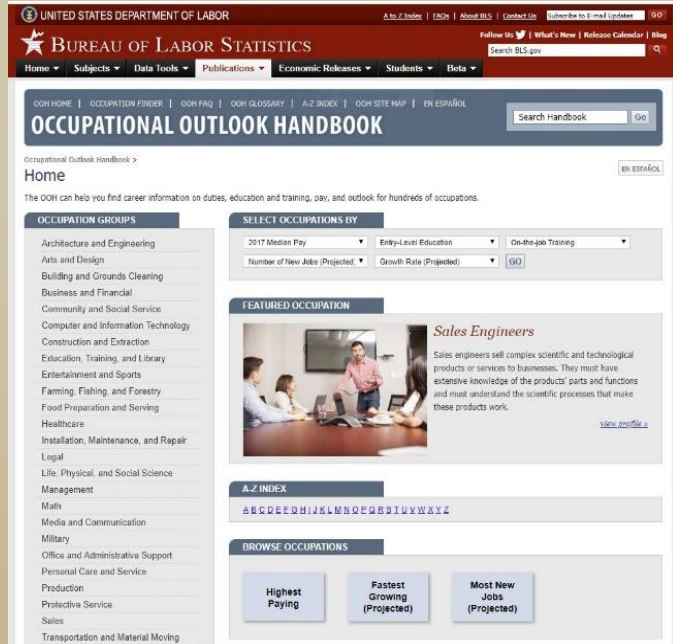 UNITED STATES DEPARTMENT OF LABOR
A to Z Index | FAQs | About BLS | Contact Us Subscribe to E-mail Updates GO
BUREAU OF LABOR STATISTICS
Follow Us | What's New | Release Calendar | Blog
Search BLS.gov
Home Subjects Data Tools Publications Economic Releases Students Beta
OOH HOME | OCCUPATION FINDER | OOH FAQ | OOH GLOSSARY | A-Z INDEX | OOH SITE MAP | EN ESPAÑOL
OCCUPATIONAL OUTLOOK HANDBOOK
Search Handbook Go
Occupational Outlook Handbook >
Home
EN ESPAÑOL
The OOH can help you find career information on duties, education and training, pay, and outlook for hundreds of occupations.
OCCUPATION GROUPS
Architecture and Engineering
Arts and Design
Building and Grounds Cleaning
Business and Financial
Community and Social Service
Computer and Information Technology
Construction and Extraction
Education, Training, and Library
Entertainment and Sports
Farming, Fishing, and Forestry
Food Preparation and Serving
Healthcare
Installation, Maintenance, and Repair
Legal
Life, Physical, and Social Science
Management
Math
Media and Communication
Military
Office and Administrative Support
Personal Care and Service
Production
Protective Service
Sales
Transportation and Material Moving
SELECT OCCUPATIONS BY
2017 Median Pay Entry-Level Education On-the-job Training
Number of New Jobs (Projected) Growth Rate (Projected) GO
FEATURED OCCUPATION
Sales Engineers
Sales engineers sell complex scientific and technological
products or services to businesses. They must have
extensive knowledge of the products' parts and functions
and must understand the scientific processes that make
these products work.
view profile »
A-Z INDEX
A B C D E F G H I J K L M N O P Q R S T U V W X Y Z
BROWSE OCCUPATIONS
Highest
Paying
Fastest
Growing
(Projected)
Most New
Jobs
(Projected)